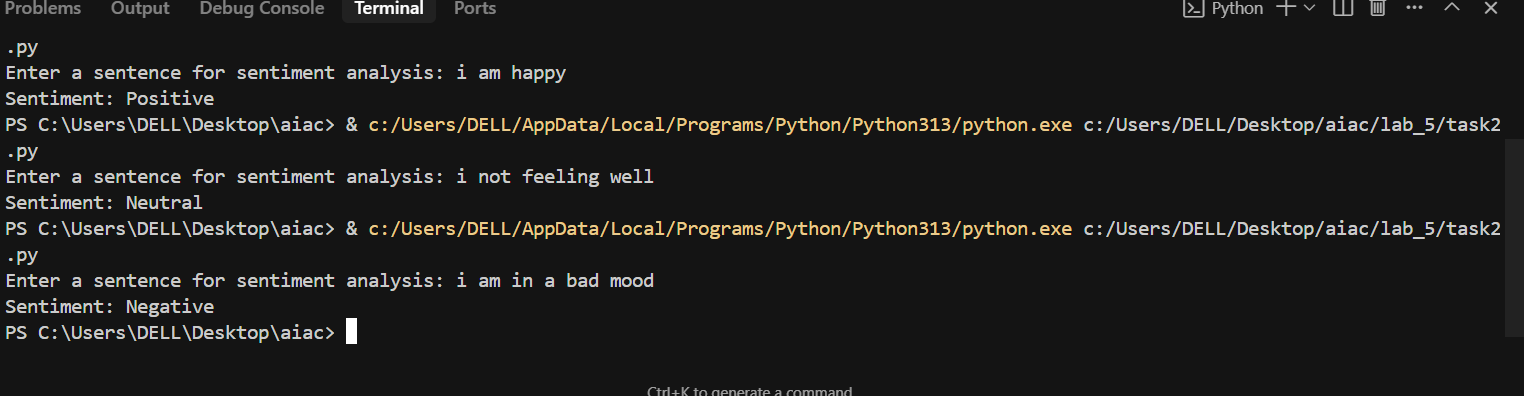 Problems Output Debug Console Terminal Ports Python
.py
Enter a sentence for sentiment analysis: i am happy
Sentiment: Positive
PS C:\Users\DELL\Desktop\aiac> & c:/Users/DELL/AppData/Local/Programs/Python/Python313/python.exe c:/Users/DELL/Desktop/aiac/lab_5/task2
.py
Enter a sentence for sentiment analysis: i not feeling well
Sentiment: Neutral
PS C:\Users\DELL\Desktop\aiac> & c:/Users/DELL/AppData/Local/Programs/Python/Python313/python.exe c:/Users/DELL/Desktop/aiac/lab_5/task2
.py
Enter a sentence for sentiment analysis: i am in a bad mood
Sentiment: Negative
PS C:\Users\DELL\Desktop\aiac>
Ctrl+K to generate a command